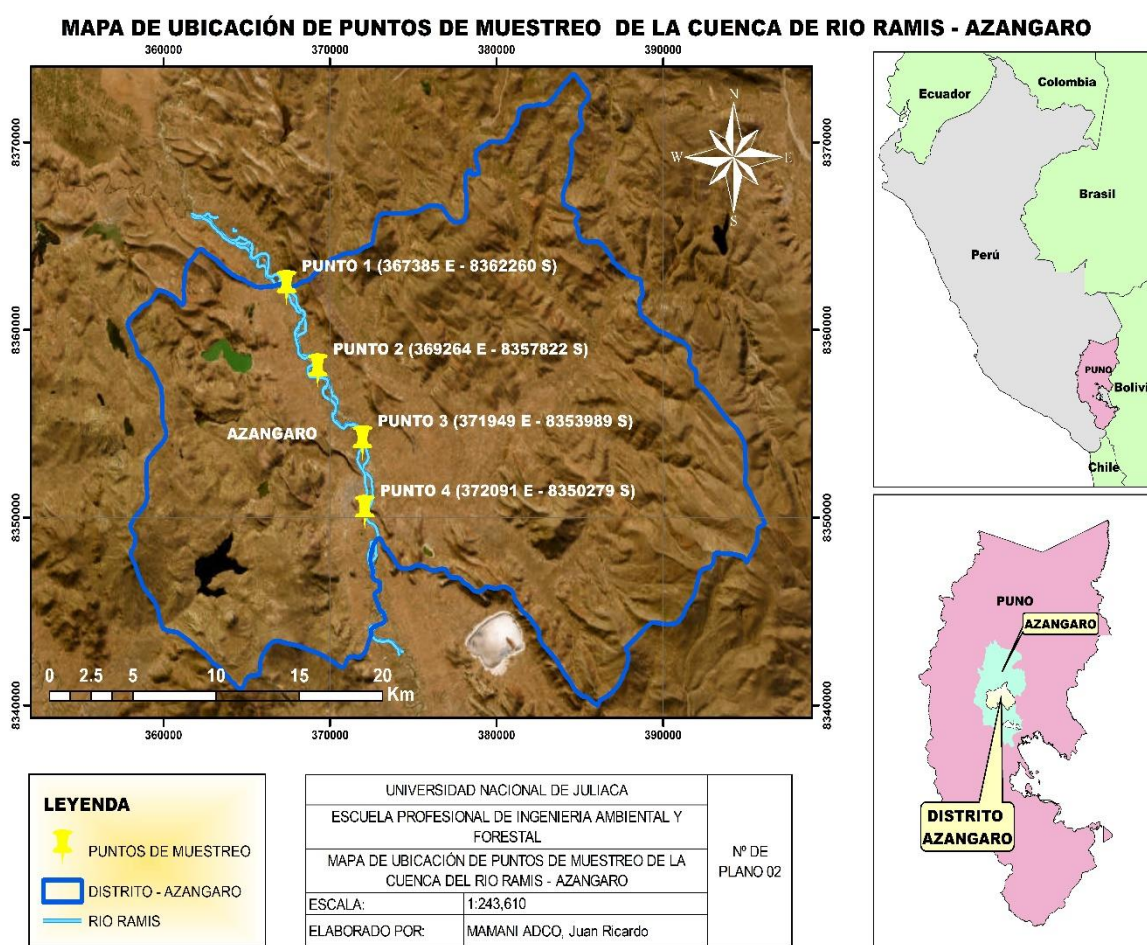 MAPA DE UBICACIÓN DE PUNTOS DE MUESTREO DE LA CUENCA DE RIO RAMIS - AZANGARO
360000
370000
380000
390000
8370000
8360000
8350000
8340000
N
W
E
S
PUNTO 1 (367385 E - 8362260 S)
PUNTO 2 (369264 E - 8357822 S)
PUNTO 3 (371949 E - 8353989 S)
AZANGARO
PUNTO 4 (372091 E - 8350279 S)
0 2.5 5 10 15 20
Km
8370000
8360000
8350000
8340000
360000
370000
380000
390000
Ecuador
Colombia
Brasil
Perú
PUNO
Bolivi
Chile
PUNO
AZANGARO
DISTRITO
AZANGARO
LEYENDA
PUNTOS DE MUESTREO
DISTRITO - AZANGARO
RIO RAMIS
UNIVERSIDAD NACIONAL DE JULIACA
ESCUELA PROFESIONAL DE INGENIERIA AMBIENTAL Y
FORESTAL
MAPA DE UBICACIÓN DE PUNTOS DE MUESTREO DE LA
CUENCA DEL RIO RAMIS - AZANGARO
ESCALA: 1:243,610
ELABORADO POR: MAMANI ADCO, Juan Ricardo
Nº DE
PLANO 02